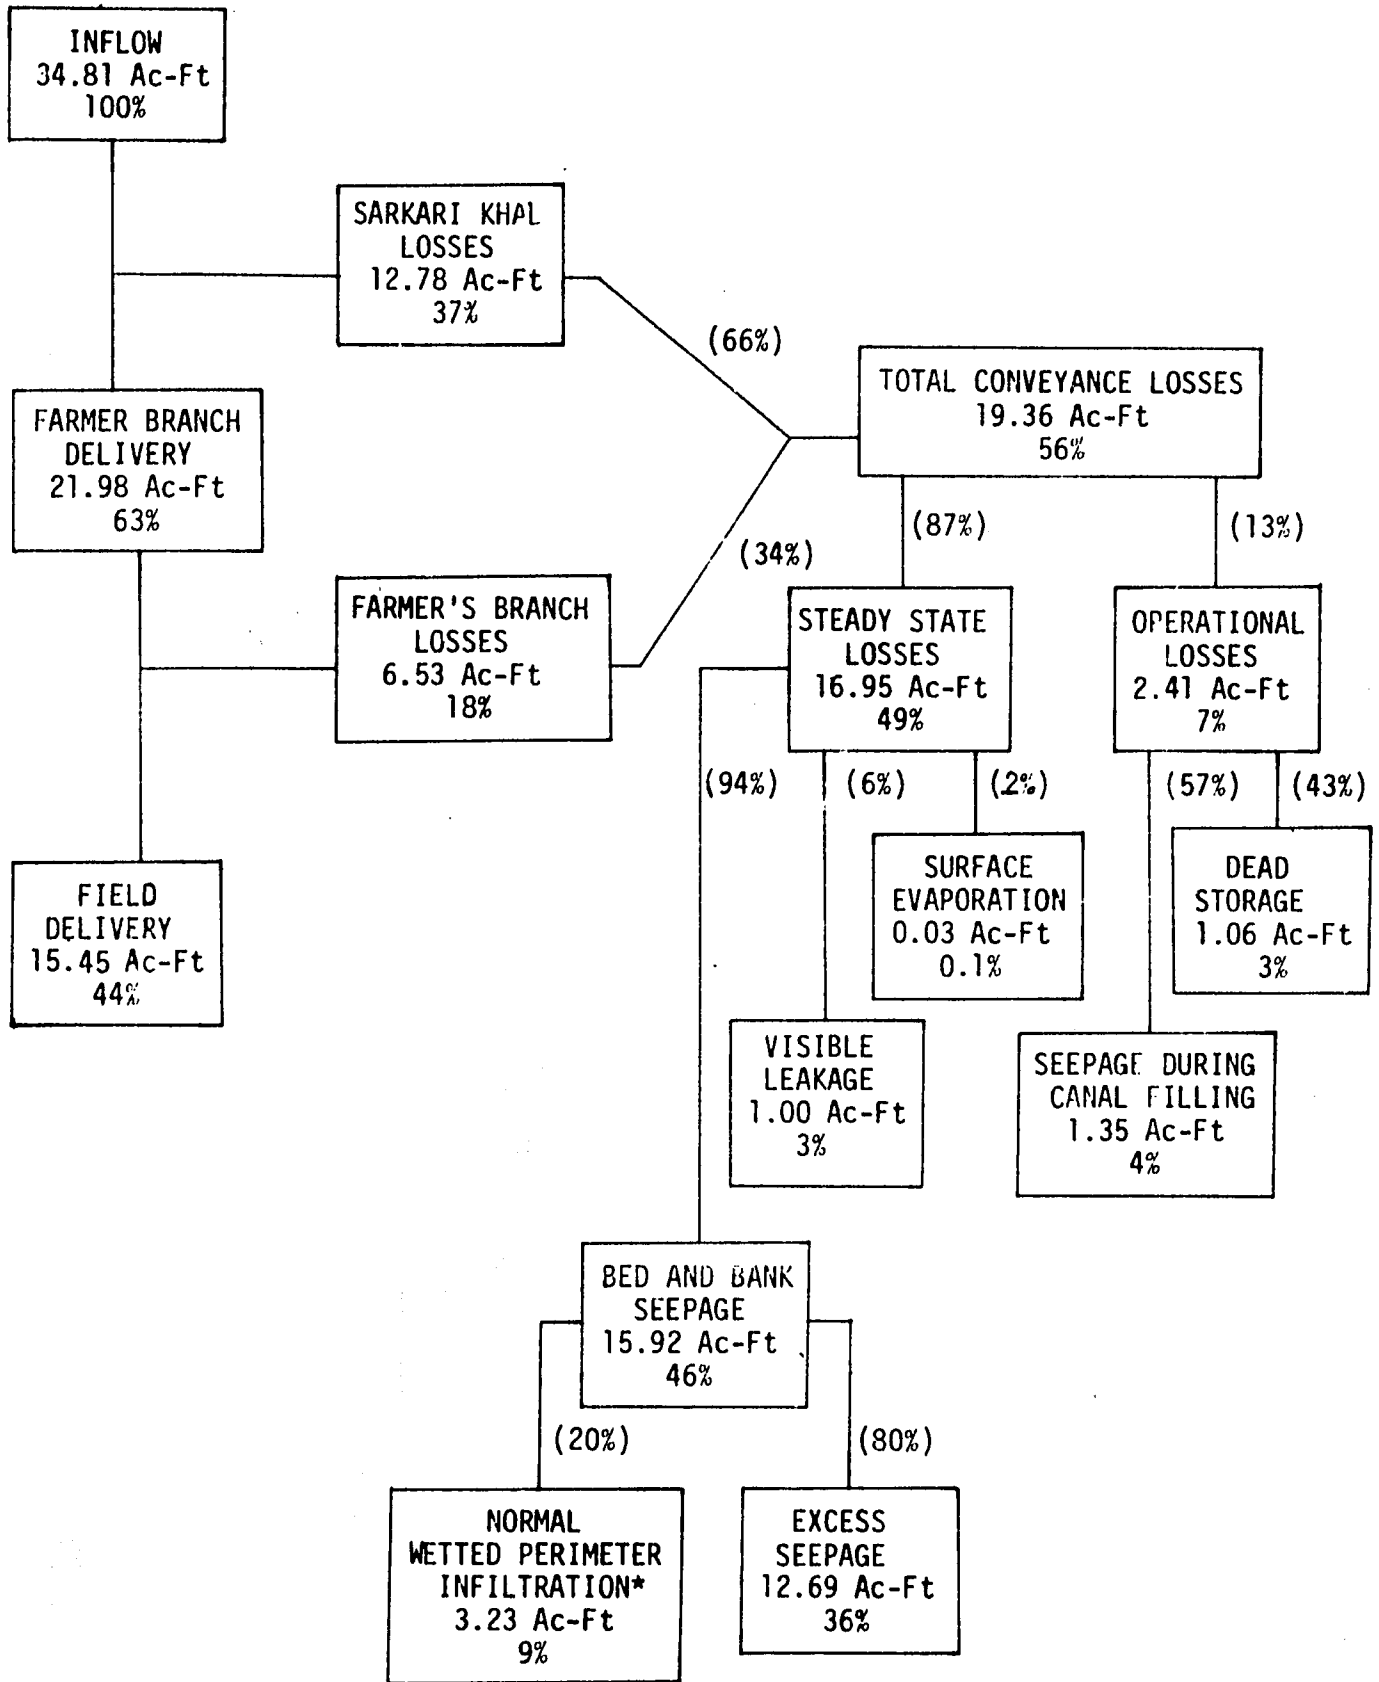 INFLOW
34.81 Ac-Ft
100%
SARKARI KHAL
LOSSES
12.78 Ac-Ft
37%
(66%)
TOTAL CONVEYANCE LOSSES
19.36 Ac-Ft
56%
FARMER BRANCH
DELIVERY
21.98 Ac-Ft
63%
(87%)
(13%)
(34%)
FARMER'S BRANCH
LOSSES
6.53 Ac-Ft
18%
STEADY STATE
LOSSES
16.95 Ac-Ft
49%
OPERATIONAL
LOSSES
2.41 Ac-Ft
7%
(94%)
(6%)
(.2%)
(57%)
(43%)
FIELD
DELIVERY
15.45 Ac-Ft
44%
SURFACE
EVAPORATION
0.03 Ac-Ft
0.1%
DEAD
STORAGE
1.06 Ac-Ft
3%
VISIBLE
LEAKAGE
1.00 Ac-Ft
3%
SEEPAGE DURING
CANAL FILLING
1.35 Ac-Ft
4%
BED AND BANK
SEEPAGE
15.92 Ac-Ft
46%
(20%)
(80%)
NORMAL
WETTED PERIMETER
INFILTRATION*
3.23 Ac-Ft
9%
EXCESS
SEEPAGE
12.69 Ac-Ft
36%